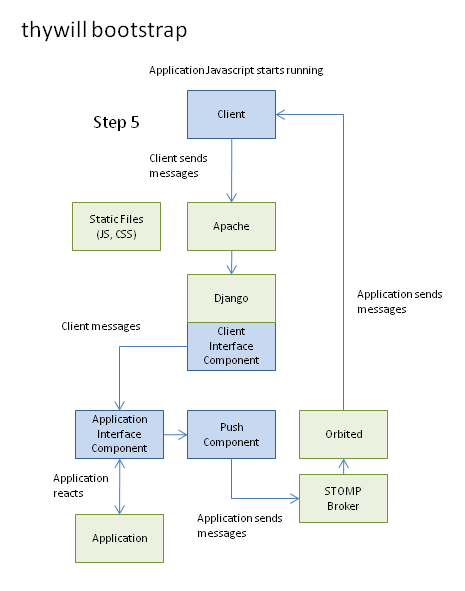 thywill bootstrap
Application Javascript starts running
Step 5
Client
Client sends
messages
Static Files
(JS, CSS)
Apache
Django
Application sends
messages
Client messages
Client
Interface
Component
Application
Interface
Component
Push
Component
Orbited
Application
reacts
STOMP
Broker
Application sends
messages
Application